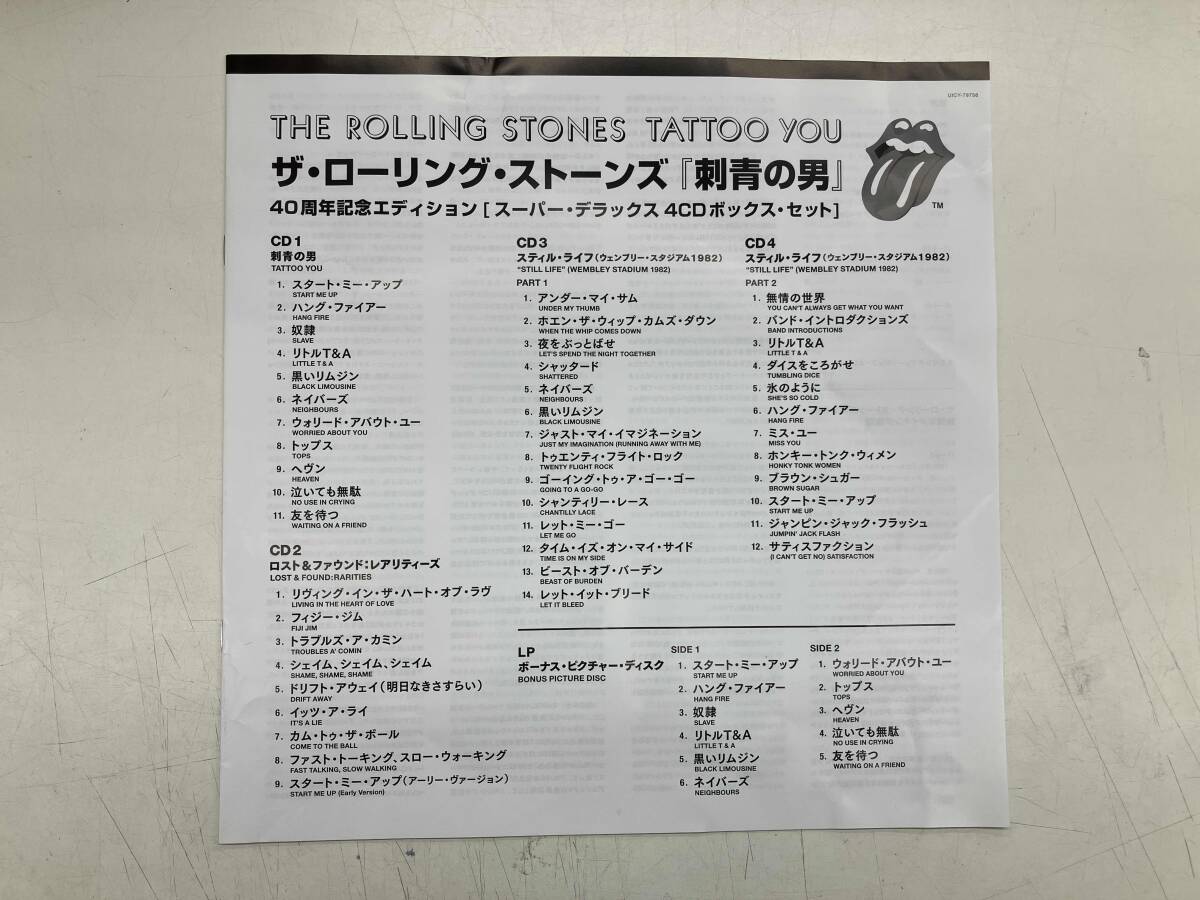 UICY-79756
THE ROLLING STONES TATTOO YOU
ザ・ローリング・ストーンズ『刺青の男』
40周年記念エディション [スーパー・デラックス 4CDボックス・セット]
TM
CD 1
刺青の男
TATTOO YOU
1. スタート・ミー・アップ
START ME UP
2. ハング・ファイアー
HANG FIRE
3. 奴隷
SLAVE
4. リトルT&A
LITTLE T & A
5. 黒いリムジン
BLACK LIMOUSINE
6. ネイバーズ
NEIGHBOURS
7. ウォリード・アバウト・ユー
WORRIED ABOUT YOU
8. トップス
TOPS
9. ヘヴン
HEAVEN
10. 泣いても無駄
NO USE IN CRYING
11. 友を待つ
WAITING ON A FRIEND
CD 2
ロスト&ファウンド:レアリティーズ
LOST & FOUND:RARITIES
1. リヴィング・イン・ザ・ハート・オブ・ラヴ
LIVING IN THE HEART OF LOVE
2. フィジー・ジム
FIJI JIM
3. トラブルズ・ア・カミン
TROUBLES A' COMIN
4. シェイム、シェイム、シェイム
SHAME, SHAME, SHAME
5. ドリフト・アウェイ(明日なきさすらい)
DRIFT AWAY
6. イッツ・ア・ライ
IT'S A LIE
7. カム・トゥ・ザ・ボール
COME TO THE BALL
8. ファスト・トーキング、スロー・ウォーキング
FAST TALKING, SLOW WALKING
9. スタート・ミー・アップ(アーリー・ヴァージョン)
START ME UP (Early Version)
CD 3
スティル・ライフ(ウェンブリー・スタジアム1982)
"STILL LIFE" (WEMBLEY STADIUM 1982)
PART 1
1. アンダー・マイ・サム
UNDER MY THUMB
2. ホエン・ザ・ウィップ・カムズ・ダウン
WHEN THE WHIP COMES DOWN
3. 夜をぶっとばせ
LET'S SPEND THE NIGHT TOGETHER
4. シャッタード
SHATTERED
5. ネイバーズ
NEIGHBOURS
6. 黒いリムジン
BLACK LIMOUSINE
7. ジャスト・マイ・イマジネーション
JUST MY IMAGINATION (RUNNING AWAY WITH ME)
8. トゥエンティ・フライト・ロック
TWENTY FLIGHT ROCK
9. ゴーイング・トゥ・ア・ゴー・ゴー
GOING TO A GO-GO
10. シャンティリー・レース
CHANTILLY LACE
11. レット・ミー・ゴー
LET ME GO
12. タイム・イズ・オン・マイ・サイド
TIME IS ON MY SIDE
13. ビースト・オブ・バーデン
BEAST OF BURDEN
14. レット・イット・ブリード
LET IT BLEED
CD 4
スティル・ライフ(ウェンブリー・スタジアム1982)
"STILL LIFE" (WEMBLEY STADIUM 1982)
PART 2
1. 無情の世界
YOU CAN'T ALWAYS GET WHAT YOU WANT
2. バンド・イントロダクションズ
BAND INTRODUCTIONS
3. リトルT&A
LITTLE T & A
4. ダイスをころがせ
TUMBLING DICE
5. 氷のように
SHE'S SO COLD
6. ハング・ファイアー
HANG FIRE
7. ミス・ユー
MISS YOU
8. ホンキー・トンク・ウィメン
HONKY TONK WOMEN
9. ブラウン・シュガー
BROWN SUGAR
10. スタート・ミー・アップ
START ME UP
11. ジャンピン・ジャック・フラッシュ
JUMPIN' JACK FLASH
12. サティスファクション
(I CAN'T GET NO) SATISFACTION
LP
ボーナス・ピクチャー・ディスク
BONUS PICTURE DISC
SIDE 1
1. スタート・ミー・アップ
START ME UP
2. ハング・ファイアー
HANG FIRE
3. 奴隷
SLAVE
4. リトルT&A
LITTLE T & A
5. 黒いリムジン
BLACK LIMOUSINE
6. ネイバーズ
NEIGHBOURS
SIDE 2
1. ウォリード・アバウト・ユー
WORRIED ABOUT YOU
2. トップス
TOPS
3. ヘヴン
HEAVEN
4. 泣いても無駄
NO USE IN CRYING
5. 友を待つ
WAITING ON A FRIEND